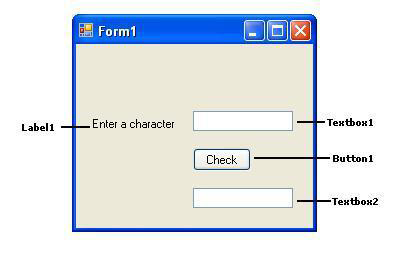 Form1
Label1
Enter a character
Textbox1
Check
Button1
Textbox2